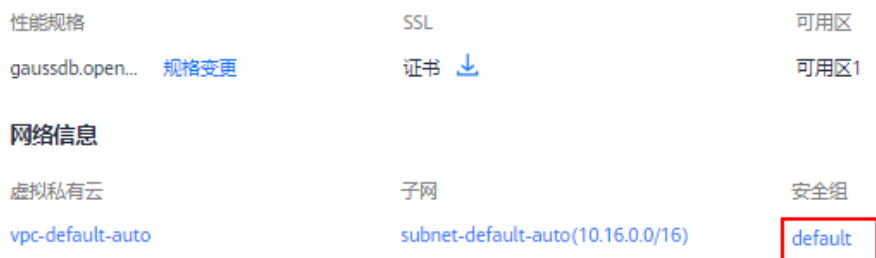 性能规格 SSL 可用区
gaussdb.open... 规格变更 证书 可用区1
网络信息
虚拟私有云 子网 安全组
vpc-default-auto subnet-default-auto(10.16.0.0/16) default